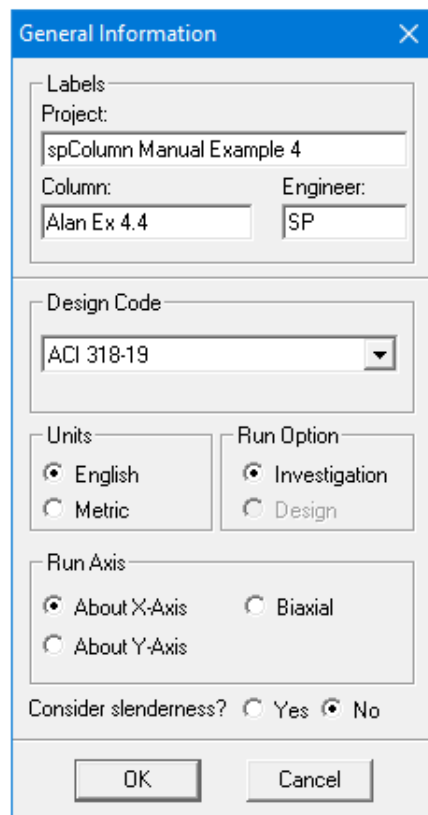 General Information
Labels
Project:
spColumn Manual Example 4
Column: Engineer:
Alan Ex 4.4 SP
Design Code
ACI 318-19
Units Run Option
English Investigation
Metric Design
Run Axis
About X-Axis Biaxial
About Y-Axis
Consider slenderness? Yes No
OK Cancel